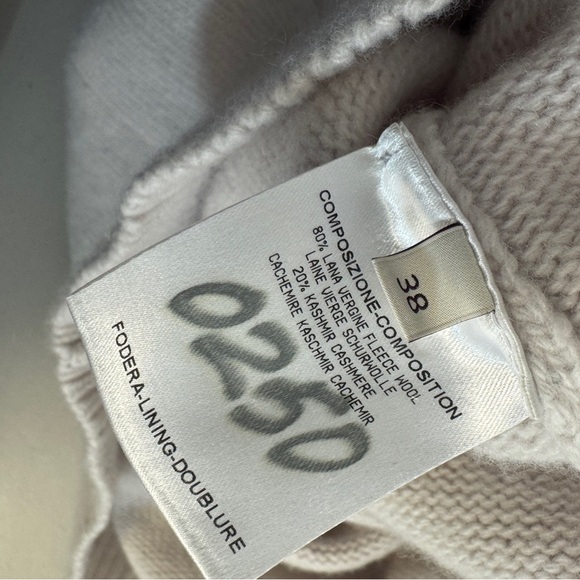 38
COMPOSIZIONE-COMPOSITION
80% LANA VERGINE FLEECE WOOL
LAINE VIERGE SCHURWOLLE
20% KASHMIR CASHMERE
CACHEMIRE KASCHMIR CACHEMIR
0250
FODERA-LINING-DOUBLURE